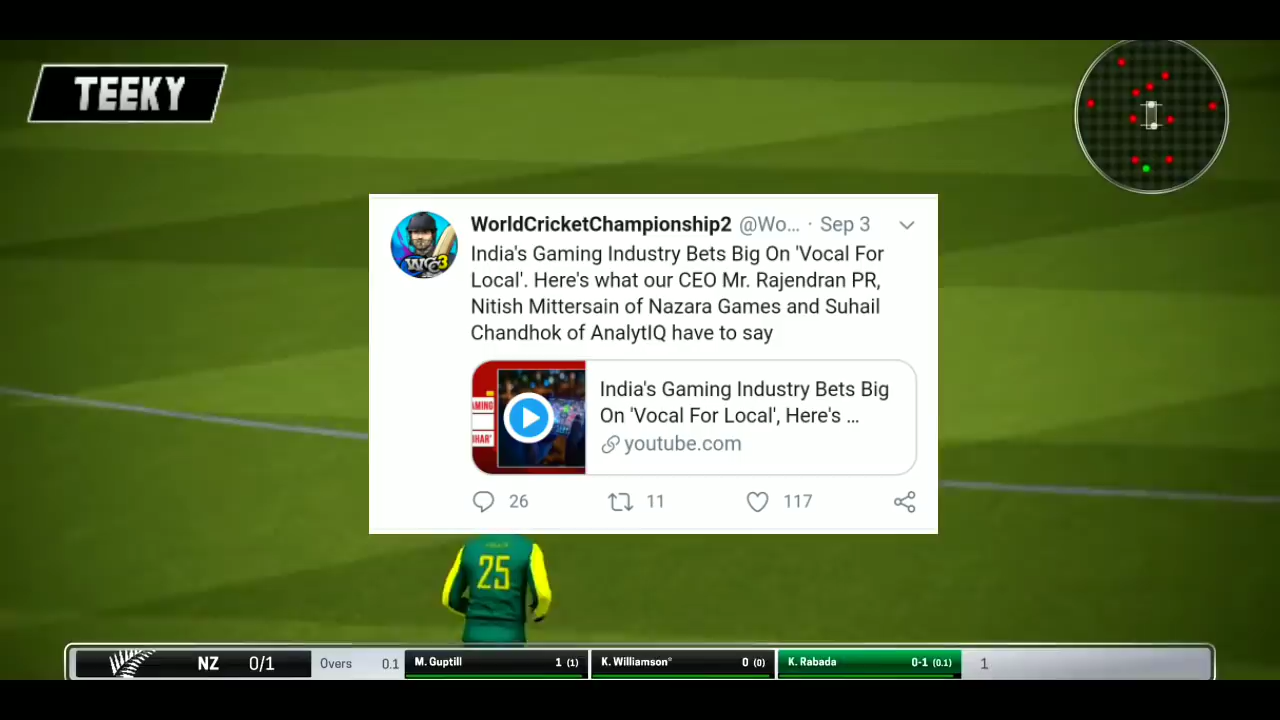 TEEKY
WorldCricketChampionship2 @Wo... · Sep 3
India's Gaming Industry Bets Big On 'Vocal For
Local'. Here's what our CEO Mr. Rajendran PR,
Nitish Mittersain of Nazara Games and Suhail
Chandhok of AnalytIQ have to say
WCC3
AMING
HAR'
India's Gaming Industry Bets Big
On 'Vocal For Local', Here's ...
youtube.com
26 11 117
25
NZ 0/1 Overs 0.1 M. Guptill 1 (1) K. Williamson* 0 (0) K. Rabada 0-1 (0.1) 1